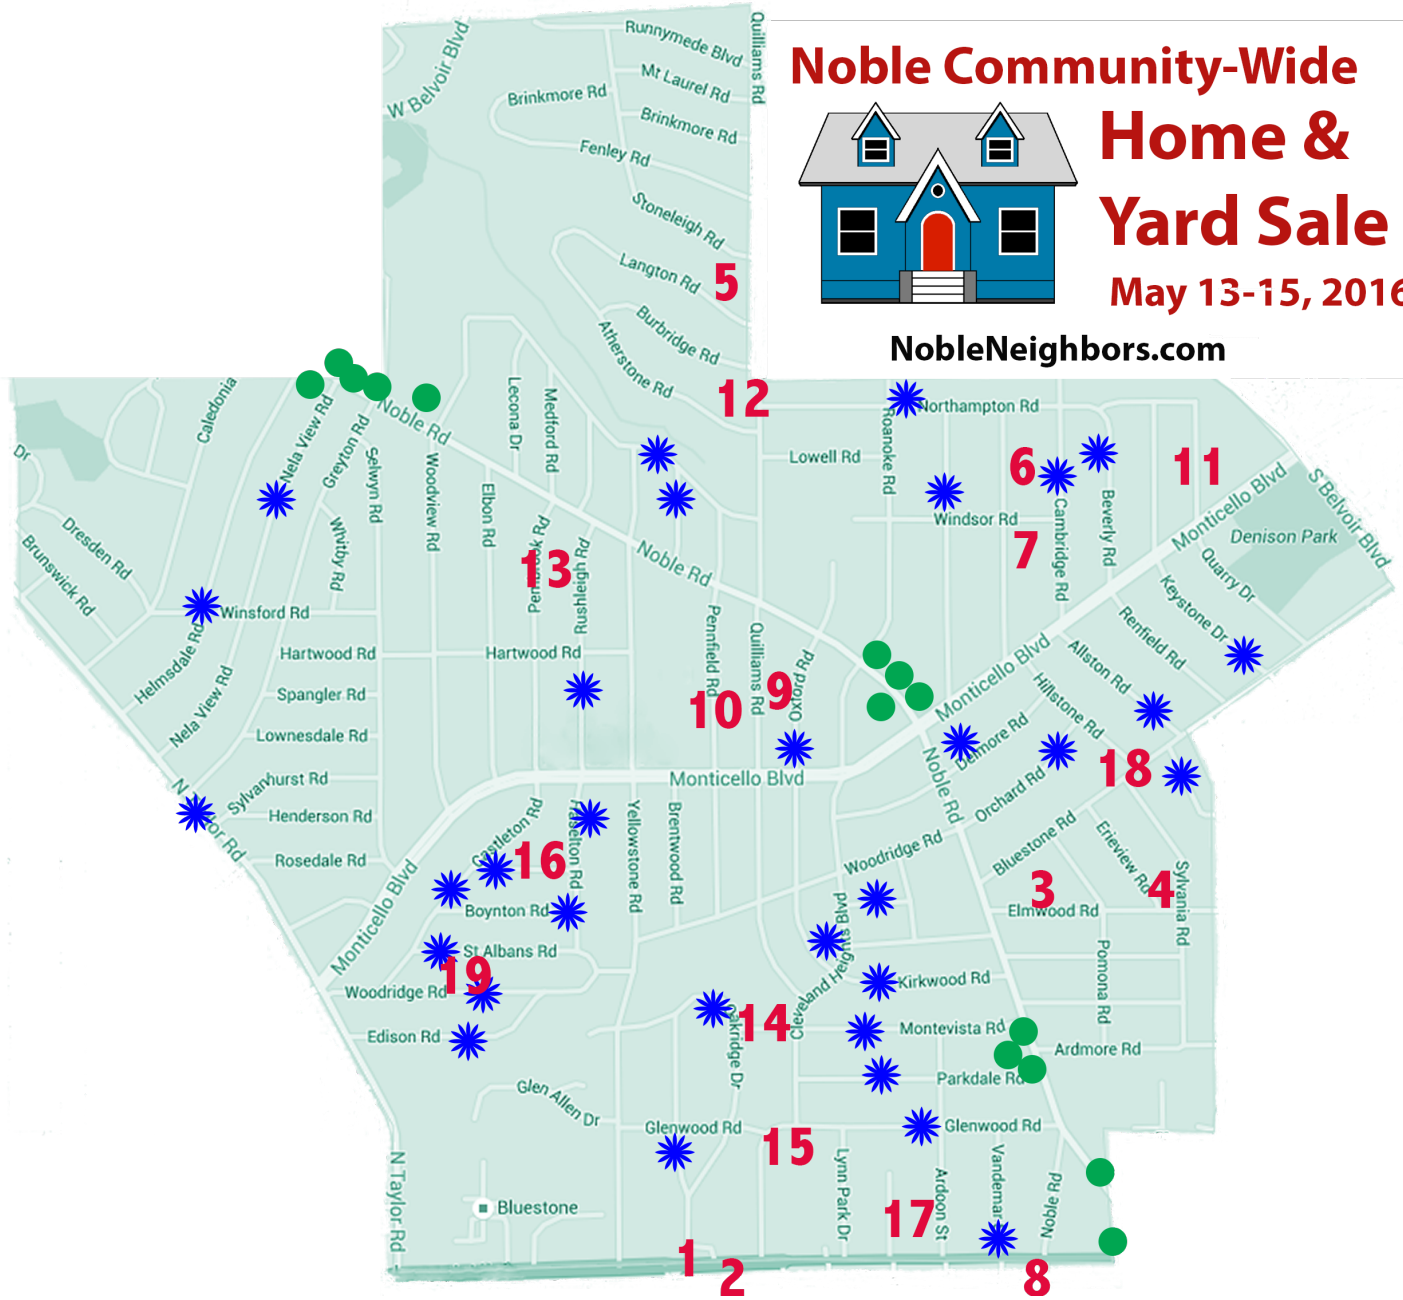 Noble Community-Wide
Home &
Yard Sale
May 13-15, 2016
NobleNeighbors.com
W Belvoir Blvd
Runnymede Blvd
Quilliams Rd
Mt Laurel Rd
Brinkmore Rd
Brinkmore Rd
Fenley Rd
Stoneleigh Rd
Langton Rd
5
Burbridge Rd
Atherstone Rd
12
Caledonia
Nela View Rd
Greyton Rd
Noble Rd
Selwyn Rd
Woodview Rd
Lecona Dr
Medford Rd
Elbon Rd
Northampton Rd
Roanoke Rd
Lowell Rd
6
11
Windsor Rd
7
Cambridge Rd
Beverly Rd
Monticello Blvd
S Belvoir Blvd
Denison Park
Quarry Dr
Keystone Dr
Renfield Rd
Allston Rd
Hillstone Rd
Dr
Dresden Rd
Brunswick Rd
Whitby Rd
13
Rushleigh Rd
Noble Rd
Winsford Rd
Helmsdale Rd
Nela View Rd
Hartwood Rd
Hartwood Rd
Spangler Rd
Lownesdale Rd
Pennfield Rd
Quilliams Rd
10
9
Monticello Blvd
Monticello Blvd
Noble Rd
Delmore Rd
Orchard Rd
18
Sylvanhurst Rd
Henderson Rd
Rosedale Rd
Monticello Blvd
Castleton Rd
16
Yellowstone Rd
Brentwood Rd
Woodridge Rd
Bluestone Rd
Erieview Rd
3
4
Sylvania Rd
Elmwood Rd
Pomona Rd
Boynton Rd
St Albans Rd
19
Woodridge Rd
Edison Rd
Cleveland Heights Blvd
Kirkwood Rd
Montevista Rd
Ardmore Rd
Parkdale Rd
14
Oakridge Dr
Glen Allen Dr
Glenwood Rd
Glenwood Rd
15
Lynn Park Dr
17
Ardoon St
Vandemar
Noble Rd
N Taylor Rd
Bluestone
1
2
8